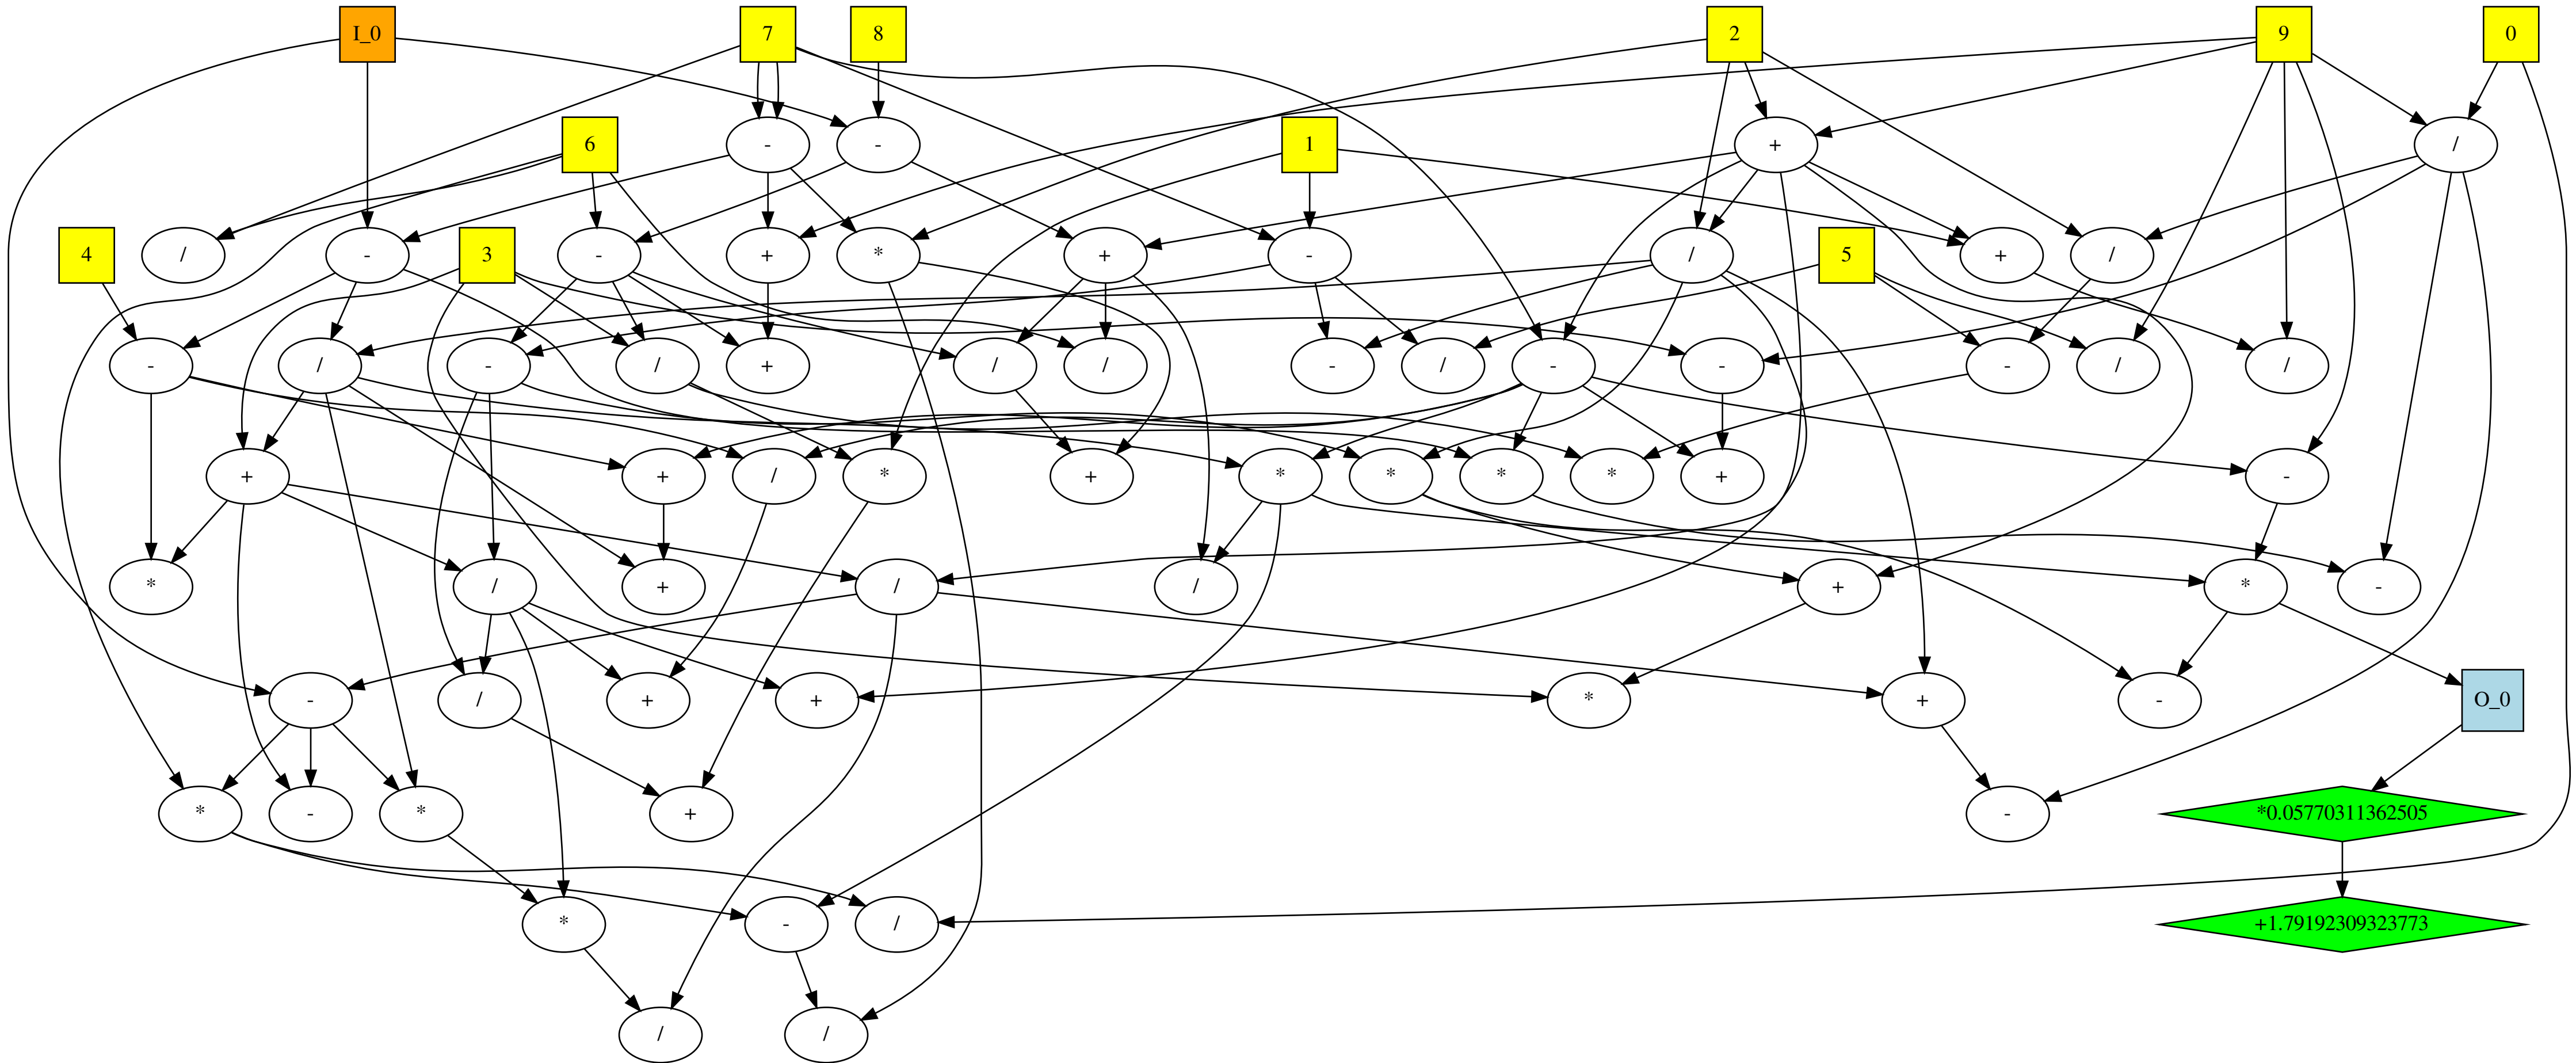 I_0 7 8 2 9 0
- - 6 1 + /
4 / - 3 - + * + - / 5 + /
- / - / + / / - / - - - / /
+ + / * + * * * + -
* / + / / + * -
- / + + * + - O_0
* - * + - *0.05770311362505
* - / +1.79192309323773
/ /